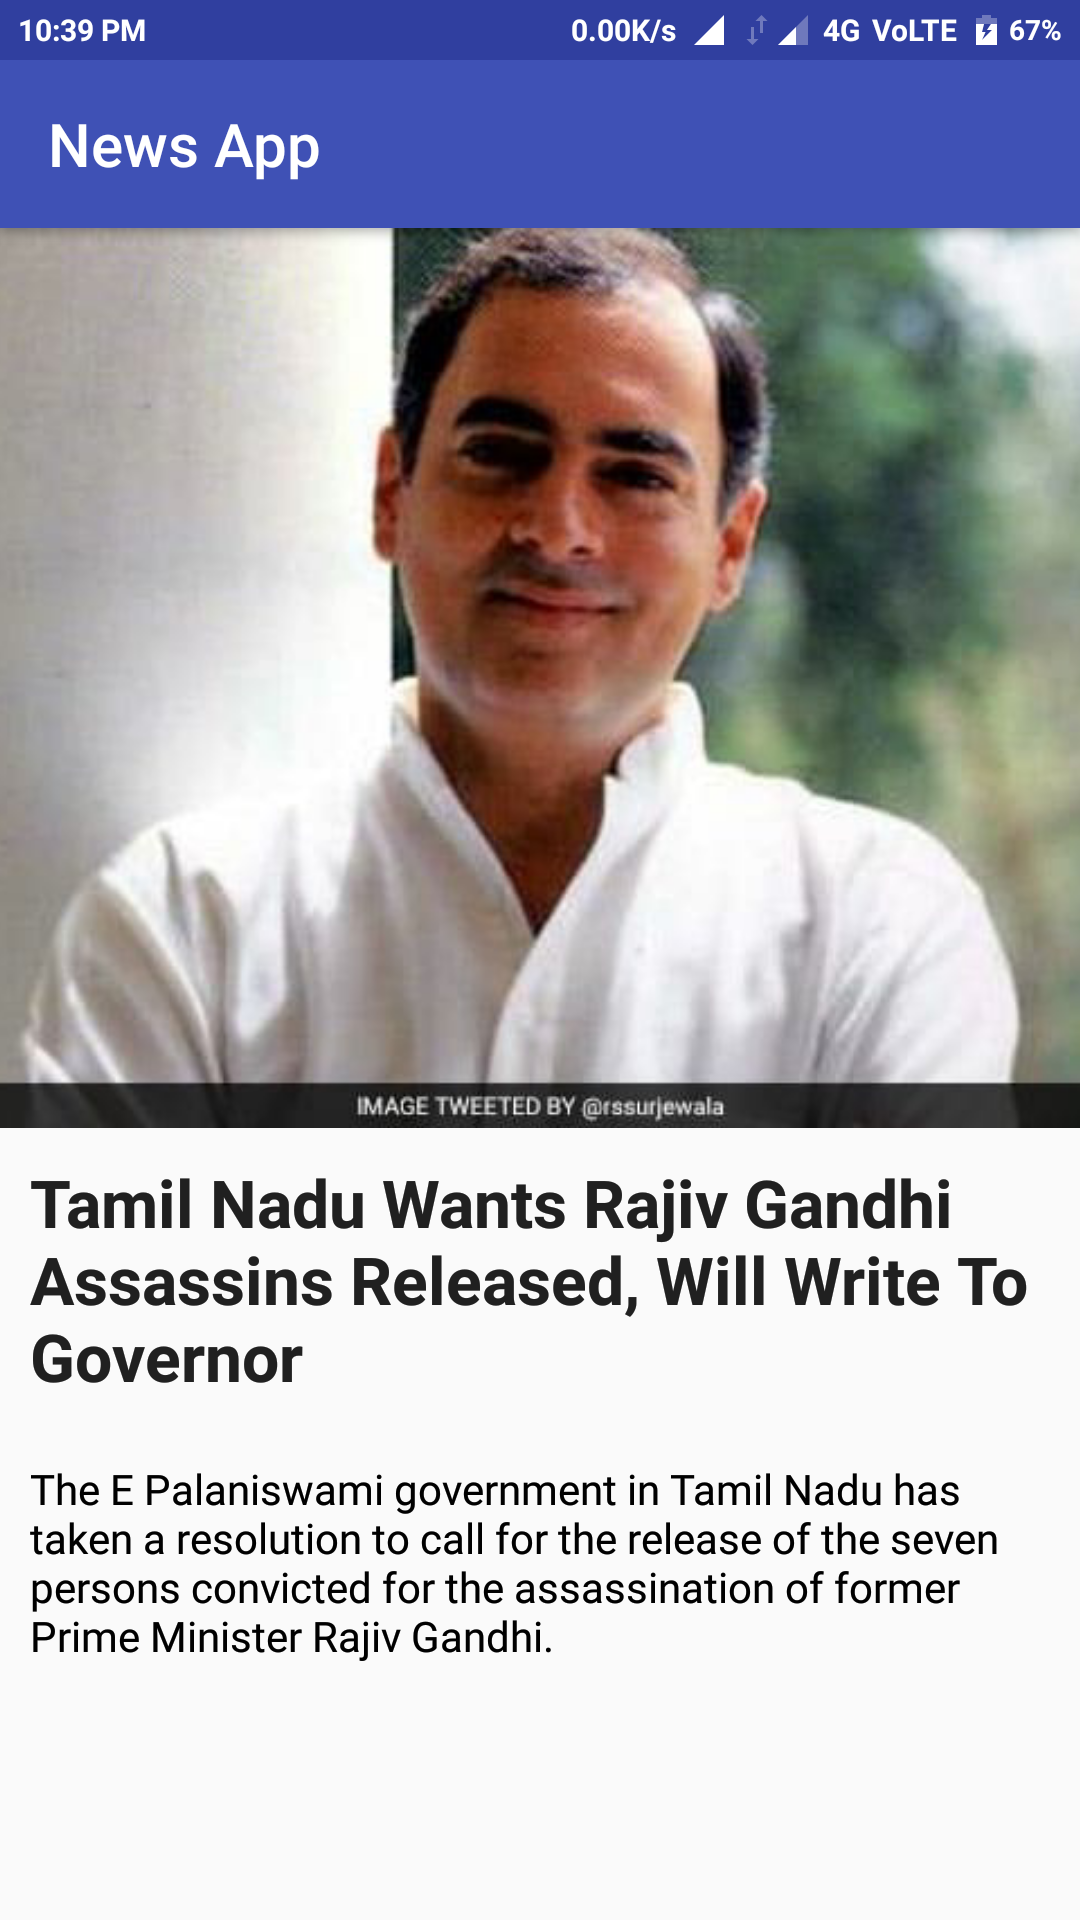 10:39 PM 0.00K/s 4G VoLTE 67%
News App
IMAGE TWEETED BY @rssurjewala
Tamil Nadu Wants Rajiv Gandhi
Assassins Released, Will Write To
Governor
The E Palaniswami government in Tamil Nadu has
taken a resolution to call for the release of the seven
persons convicted for the assassination of former
Prime Minister Rajiv Gandhi.